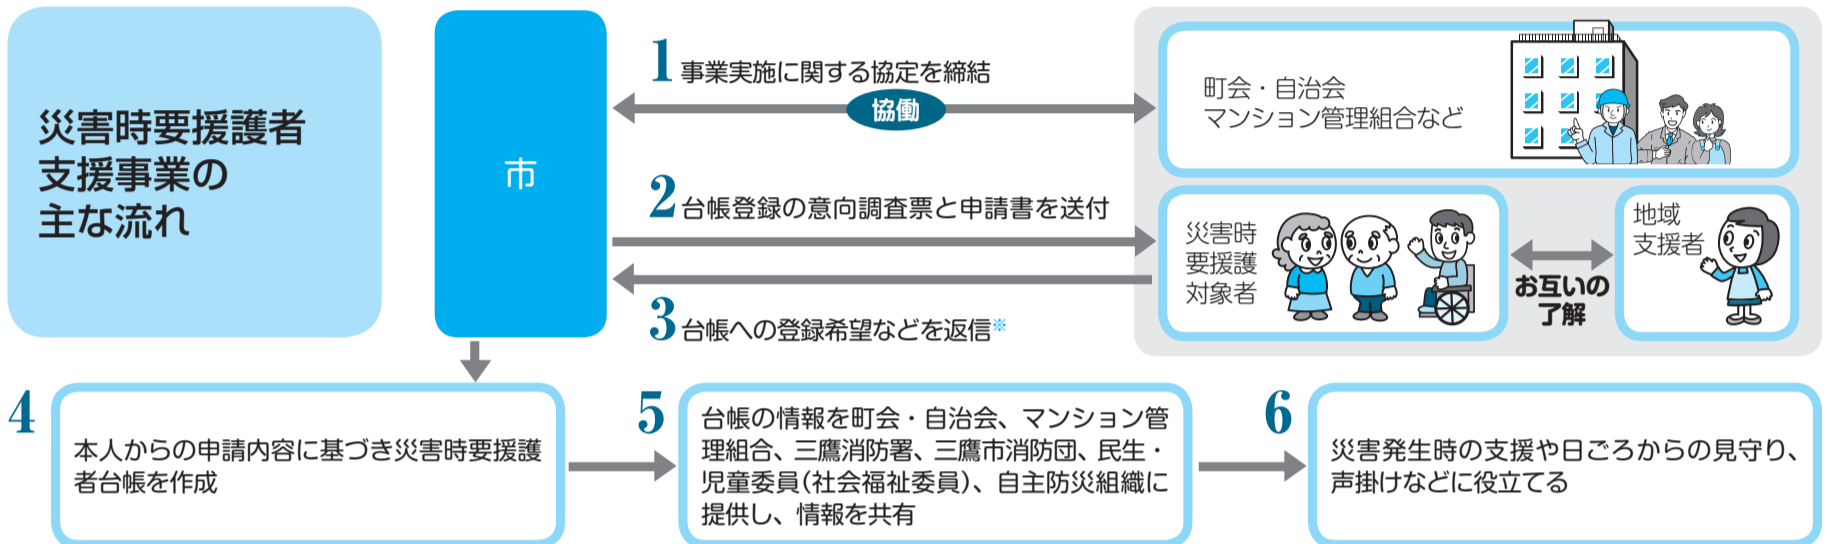 災害時要援護者
支援事業の
主な流れ
市
1 事業実施に関する協定を締結
協働
町会・自治会
マンション管理組合など
2 台帳登録の意向調査票と申請書を送付
災害時
要援護
対象者
お互いの
了解
地域
支援者
3 台帳への登録希望などを返信※
4 本人からの申請内容に基づき災害時要援護
者台帳を作成
5 台帳の情報を町会・自治会、マンション管
理組合、三鷹消防署、三鷹市消防団、民生・
児童委員(社会福祉委員)、自主防災組織に
提供し、情報を共有
6 災害発生時の支援や日ごろからの見守り、
声掛けなどに役立てる